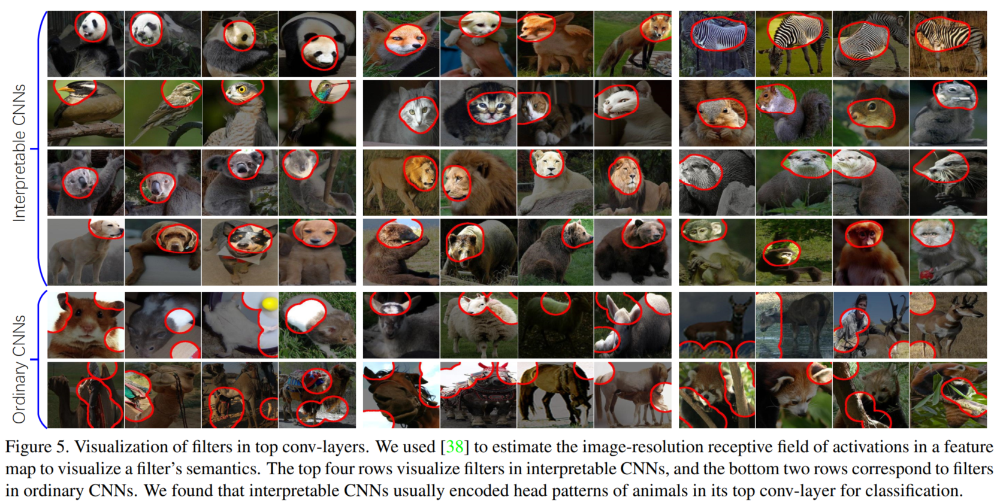 Interpretable CNNs
Ordinary CNNs
Figure 5. Visualization of filters in top conv-layers. We used [38] to estimate the image-resolution receptive field of activations in a feature
map to visualize a filter's semantics. The top four rows visualize filters in interpretable CNNs, and the bottom two rows correspond to filters
in ordinary CNNs. We found that interpretable CNNs usually encoded head patterns of animals in its top conv-layer for classification.